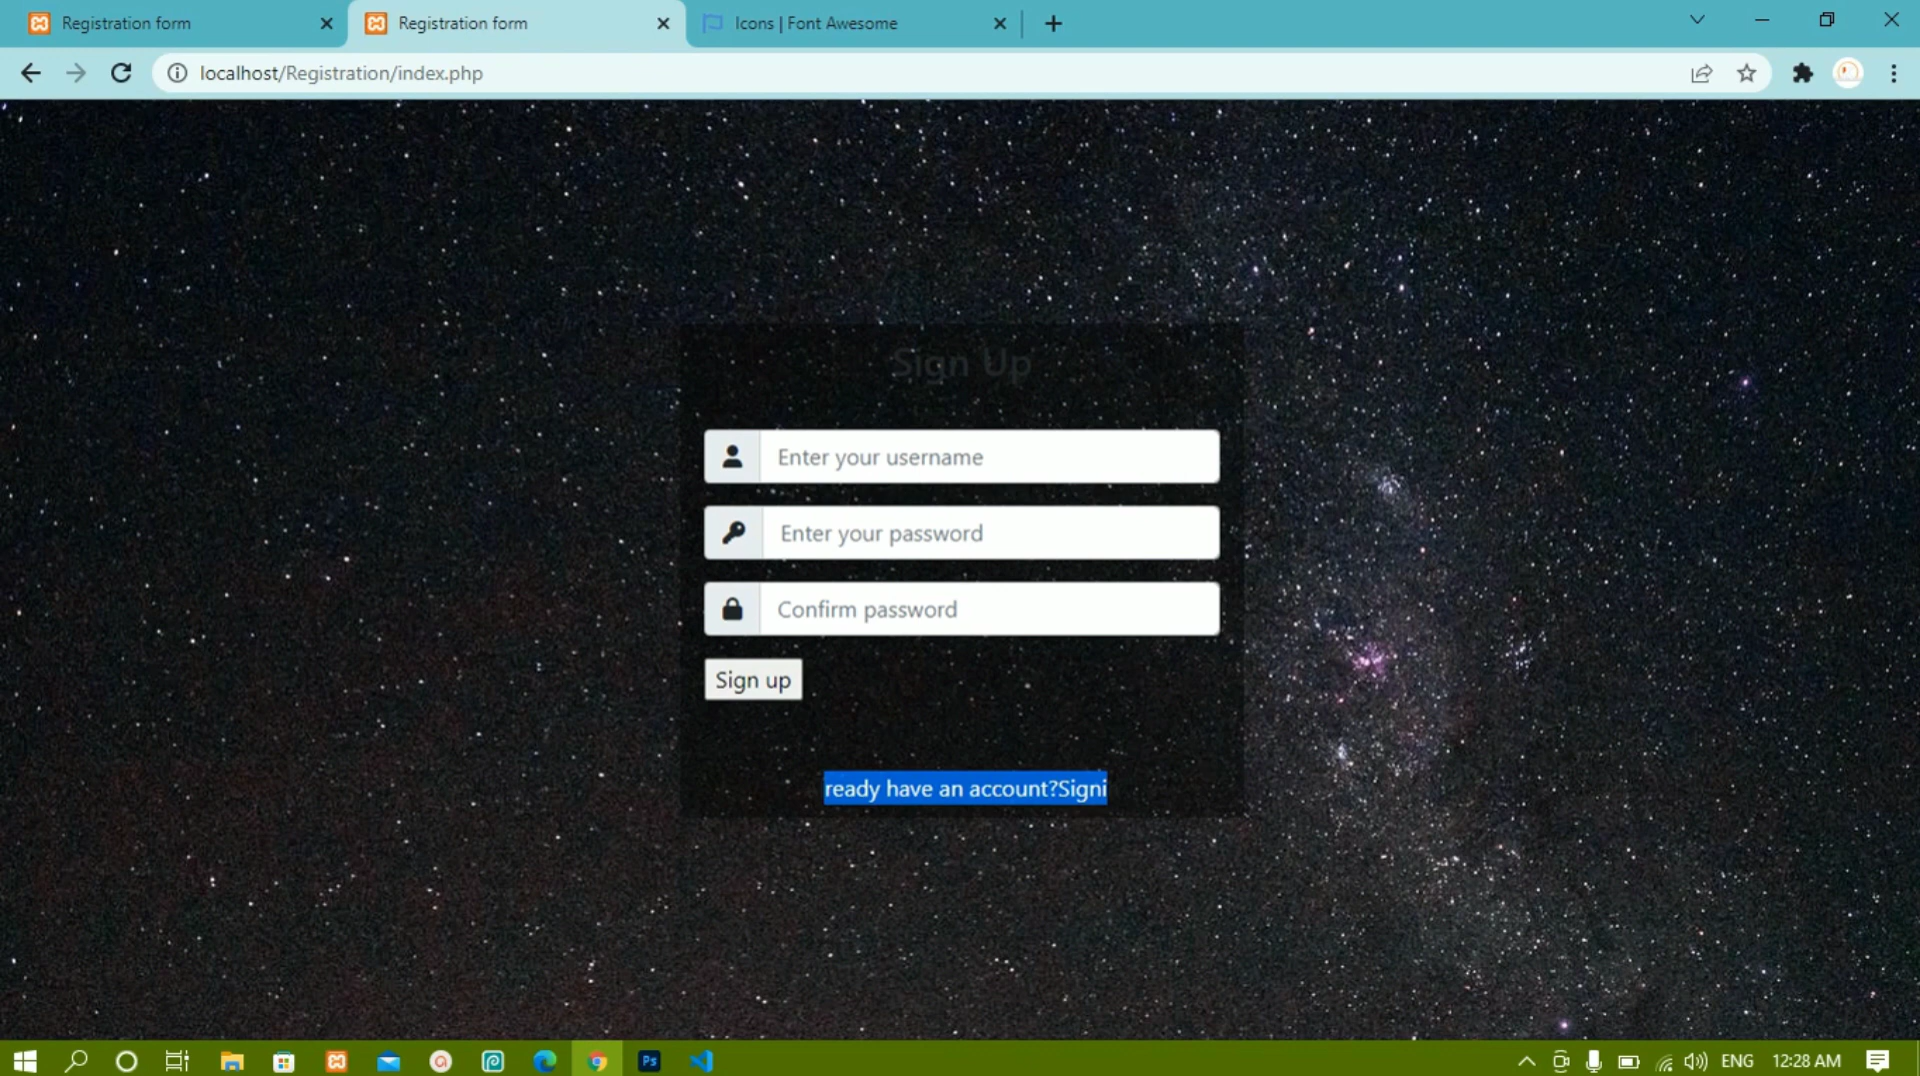 Registration form
Registration form
Icons | Font Awesome
localhost/Registration/index.php
Sign Up
Enter your username
Enter your password
Confirm password
Sign up
ready have an account?Signi
Ps
ENG
12:28 AM